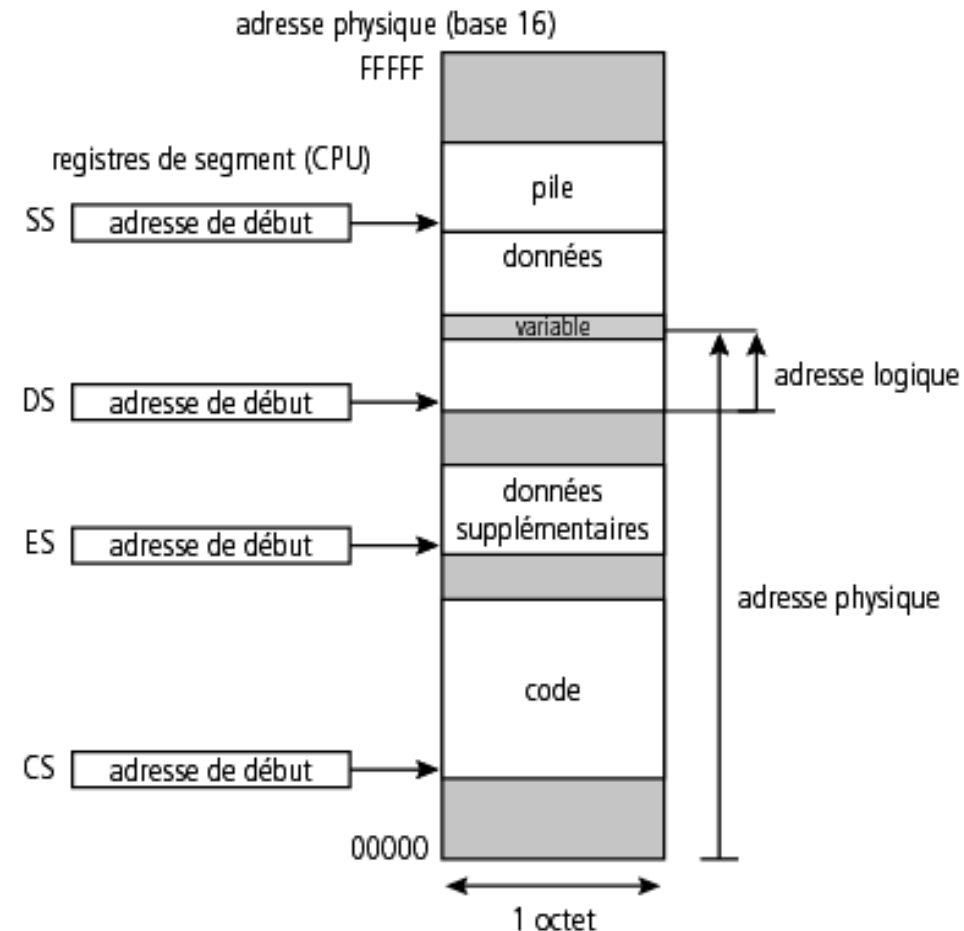 adresse physique (base 16)
FFFFF
registres de segment (CPU)
pile
SS adresse de début
données
variable
adresse logique
DS adresse de début
données
supplémentaires
ES adresse de début
adresse physique
code
CS adresse de début
00000
1 octet